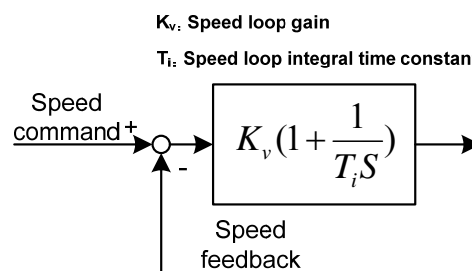 Kv: Speed loop gain
Ti: Speed loop integral time constan
Speed
command+
Kv(1+1/TiS)
-
Speed
feedback